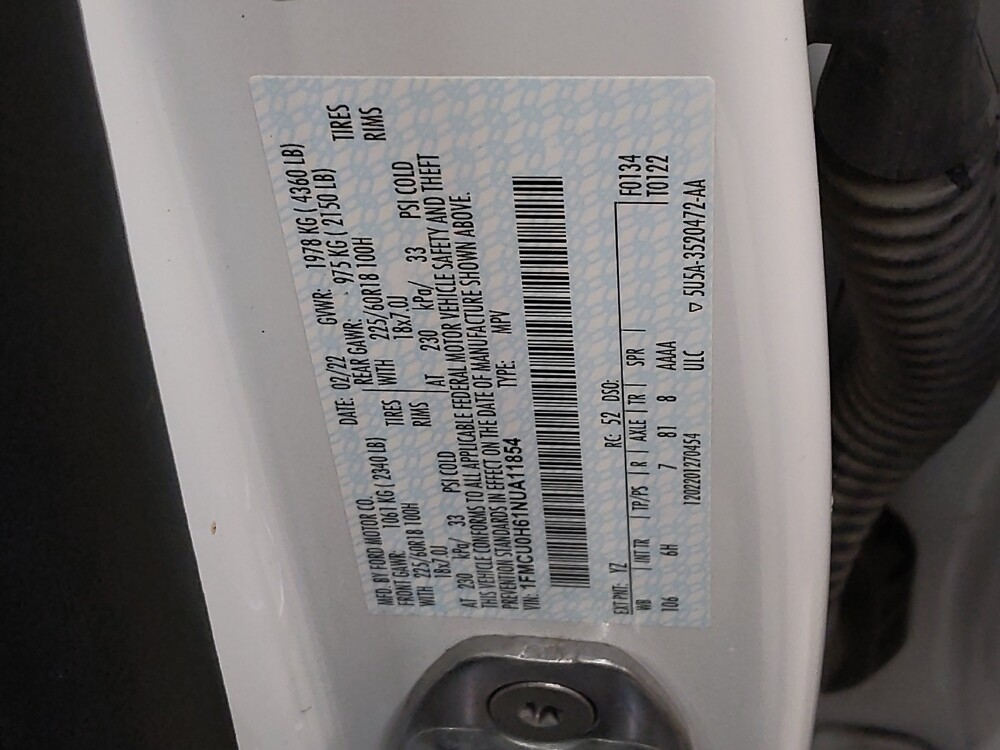 MFD. BY FORD MOTOR CO.
DATE: 02/22 GVWR: 1978 KG ( 4360 LB)
FRONT GAWR: 1061 KG ( 2340 LB) REAR GAWR: 975 KG ( 2150 LB)
WITH 225/60R18 100H TIRES WITH 225/60R18 100H TIRES
18x7.0J RIMS 18x7.0J RIMS
AT 230 kPa/ 33 PSI COLD AT 230 kPa/ 33 PSI COLD
THIS VEHICLE CONFORMS TO ALL APPLICABLE FEDERAL MOTOR VEHICLE SAFETY AND THEFT
PREVENTION STANDARDS IN EFFECT ON THE DATE OF MANUFACTURE SHOWN ABOVE.
VIN: 1FMCU0H61NUA11854 TYPE: MPV
EXT PNT: YZ RC: 52 DSO: F0134
WB INT TR TP/PS R AXLE TR SPR T0122
106 6H 7 81 8 AAAA
1202201270454 ULC ▽ 5U5A-3520472-AA